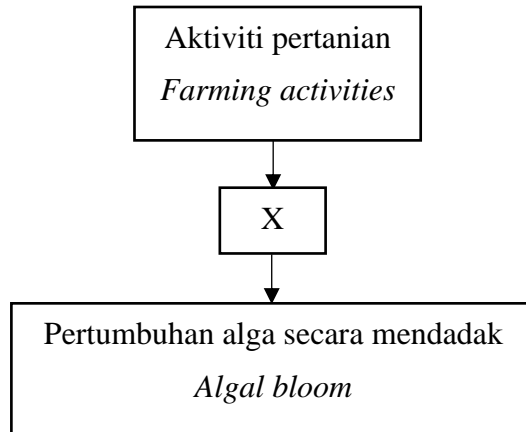 Aktiviti pertanian
Farming activities
X
Pertumbuhan alga secara mendadak
Algal bloom